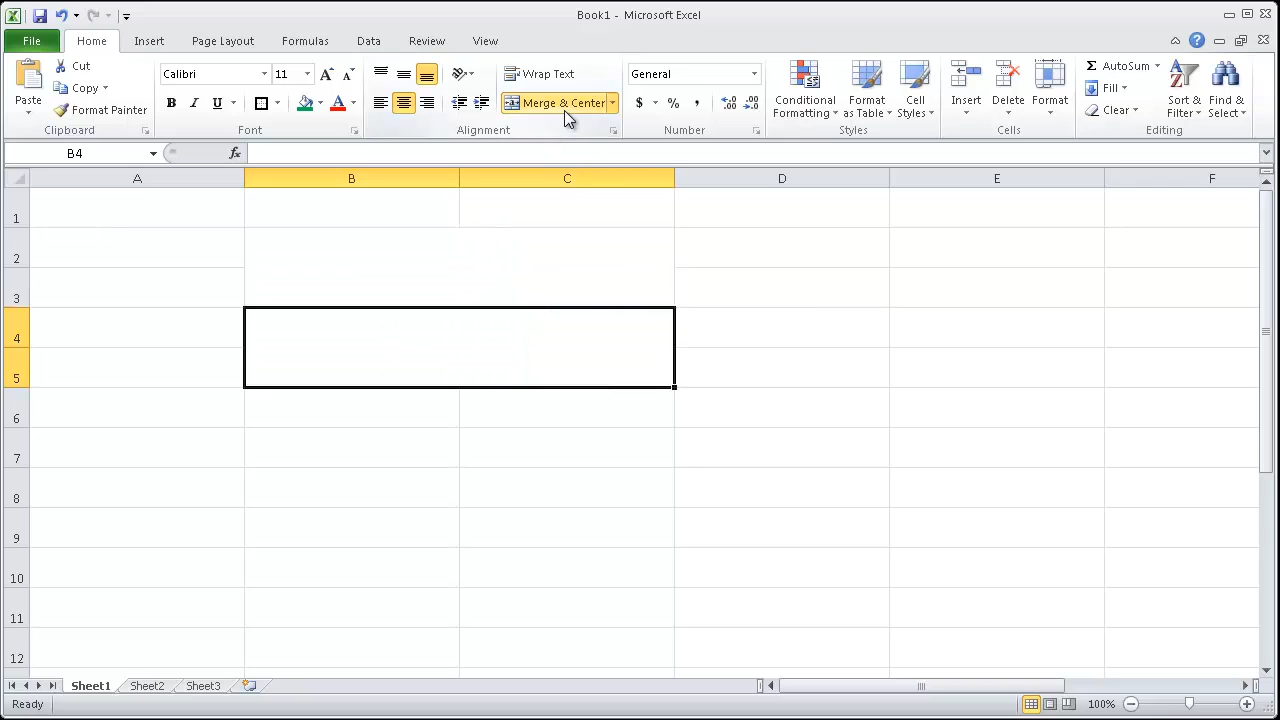 Book1 - Microsoft Excel
File Home Insert Page Layout Formulas Data Review View
Paste
Cut
Copy
Format Painter
Clipboard
Calibri 11
B I U
Font
Wrap Text
Merge & Center
Alignment
General
$ % ,
Number
Conditional Formatting
Format as Table
Cell Styles
Styles
Insert
Delete
Format
Cells
Σ AutoSum
Fill
Clear
Sort & Filter
Find & Select
Editing
B4 fx
A B C D E F
1
2
3
4
5
6
7
8
9
10
11
12
Sheet1 Sheet2 Sheet3
Ready 100%